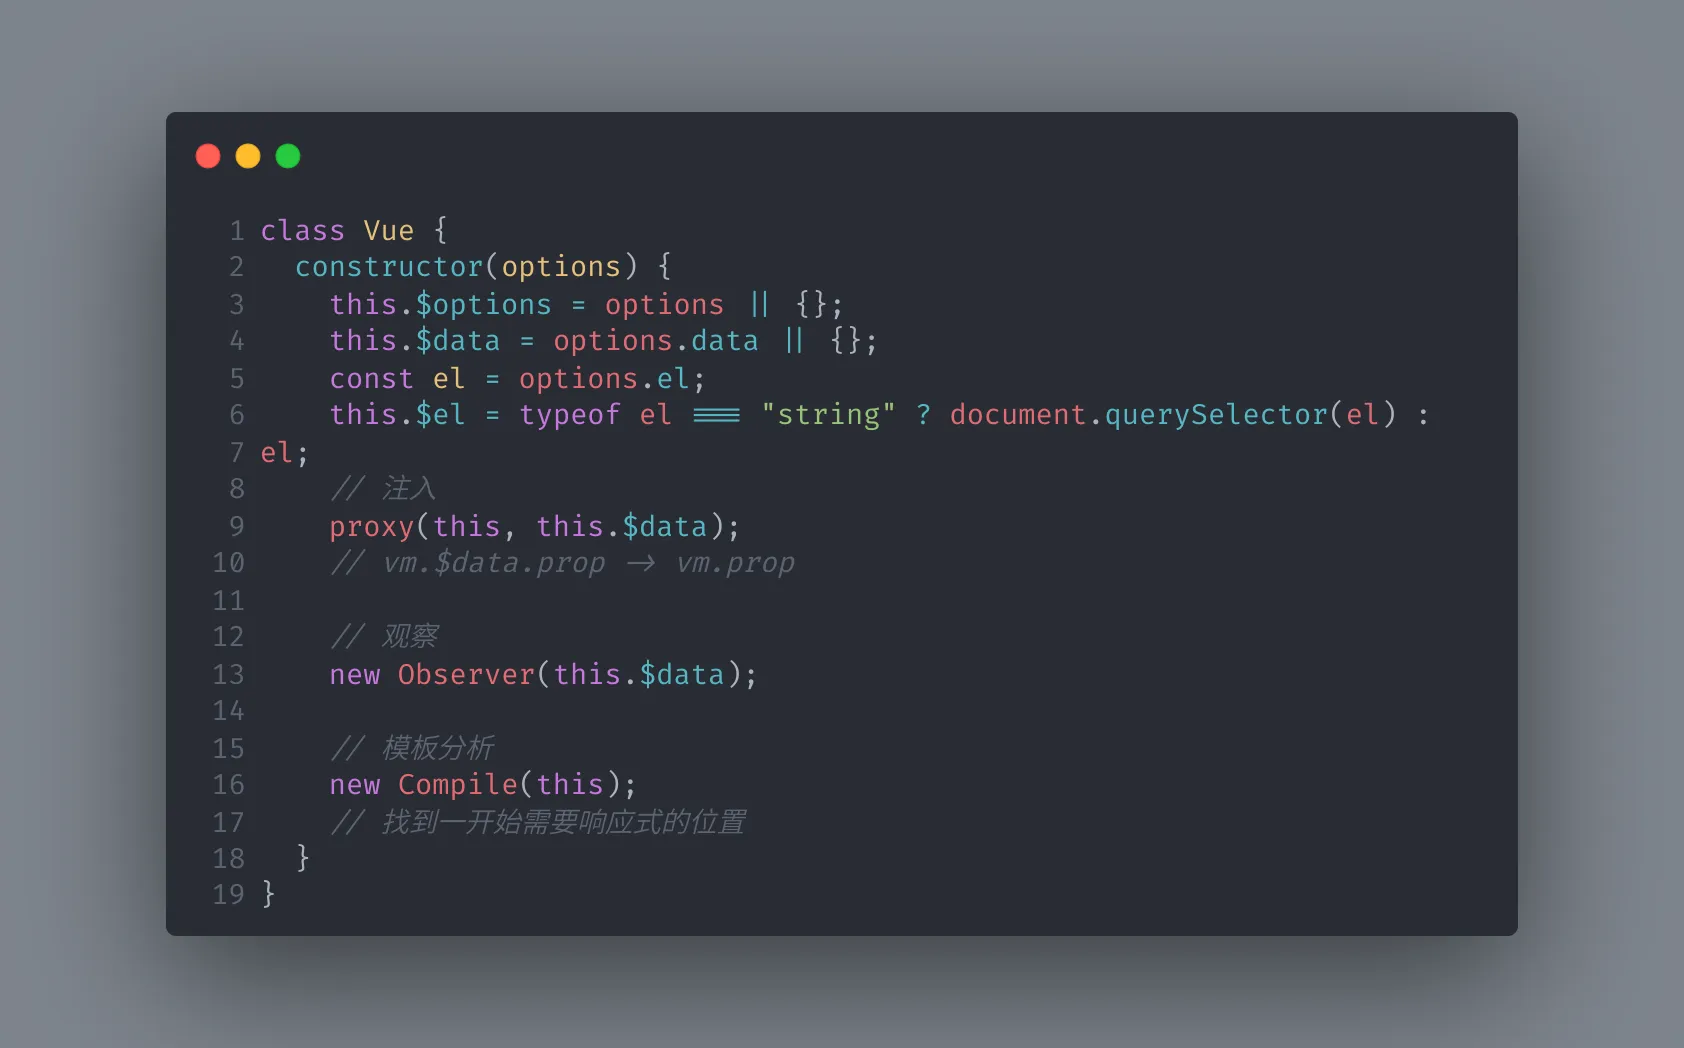 1 class Vue {
2   constructor(options) {
3     this.$options = options || {};
4     this.$data = options.data || {};
5     const el = options.el;
6     this.$el = typeof el === "string" ? document.querySelector(el) :
7 el;
8     // 注入
9     proxy(this, this.$data);
10     // vm.$data.prop -> vm.prop
11
12     // 观察
13     new Observer(this.$data);
14
15     // 模板分析
16     new Compile(this);
17     // 找到一开始需要响应式的位置
18   }
19 }